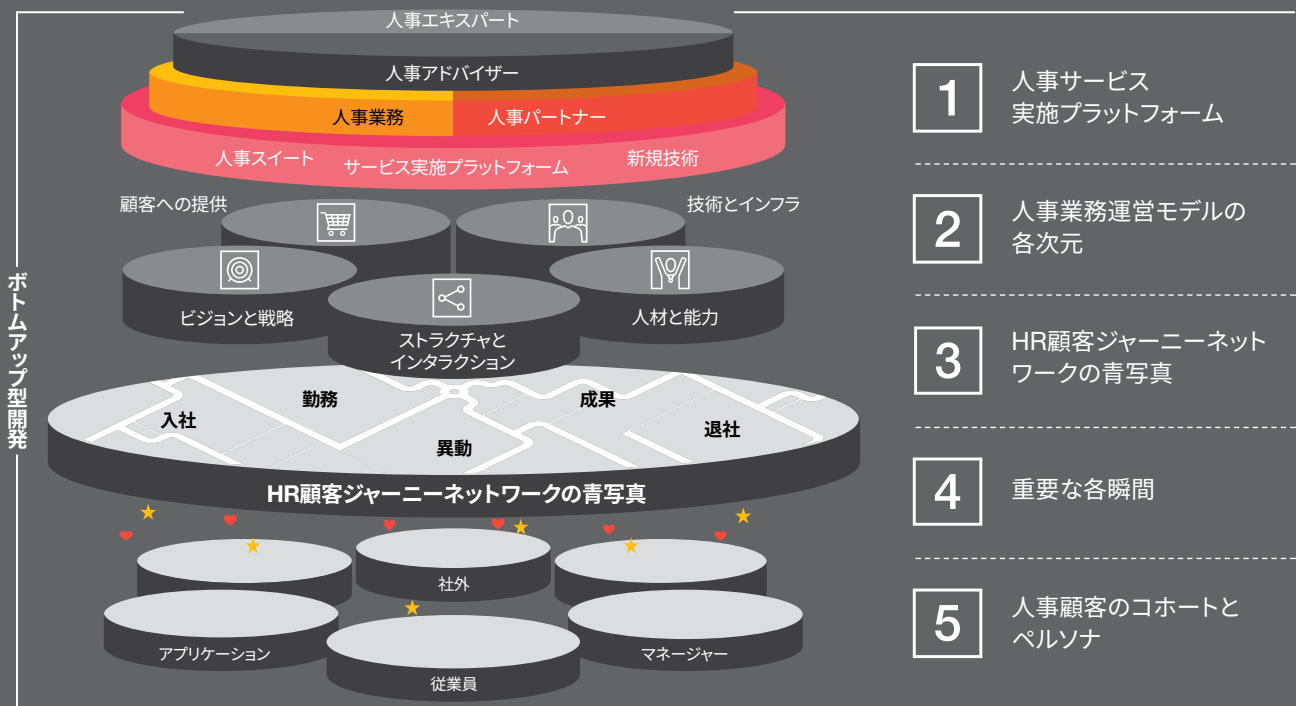 人事エキスパート
人事アドバイザー
人事業務
人事パートナー
人事スイート
サービス実施プラットフォーム
新規技術
顧客への提供
技術とインフラ
ビジョンと戦略
ストラクチャと
インタラクション
人材と能力
入社
勤務
異動
成果
退社
HR顧客ジャーニーネットワークの青写真
社外
アプリケーション
従業員
マネージャー
ボトムアップ型開発
1
人事サービス
実施プラットフォーム
2
人事業務運営モデルの
各次元
3
HR顧客ジャーニーネット
ワークの青写真
4
重要な各瞬間
5
人事顧客のコホートと
ペルソナ